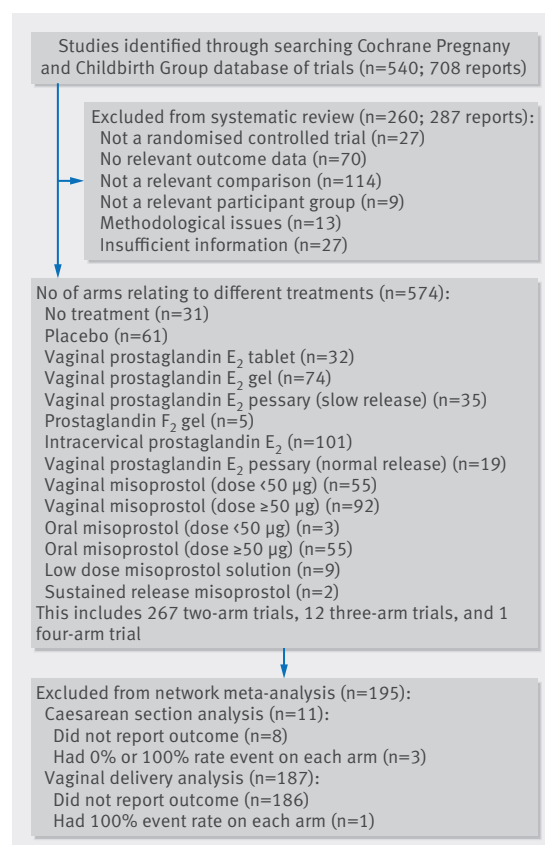 Studies identified through searching Cochrane Pregnany
and Childbirth Group database of trials (n=540; 708 reports)
Excluded from systematic review (n=260; 287 reports):
Not a randomised controlled trial (n=27)
No relevant outcome data (n=70)
Not a relevant comparison (n=114)
Not a relevant participant group (n=9)
Methodological issues (n=13)
Insufficient information (n=27)
No of arms relating to different treatments (n=574):
No treatment (n=31)
Placebo (n=61)
Vaginal prostaglandin E₂ tablet (n=32)
Vaginal prostaglandin E₂ gel (n=74)
Vaginal prostaglandin E₂ pessary (slow release) (n=35)
Prostaglandin F₂ gel (n=5)
Intracervical prostaglandin E₂ (n=101)
Vaginal prostaglandin E₂ pessary (normal release) (n=19)
Vaginal misoprostol (dose <50 µg) (n=55)
Vaginal misoprostol (dose ≥50 µg) (n=92)
Oral misoprostol (dose <50 µg) (n=3)
Oral misoprostol (dose ≥50 µg) (n=55)
Low dose misoprostol solution (n=9)
Sustained release misoprostol (n=2)
This includes 267 two-arm trials, 12 three-arm trials, and 1
four-arm trial
Excluded from network meta-analysis (n=195):
Caesarean section analysis (n=11):
Did not report outcome (n=8)
Had 0% or 100% rate event on each arm (n=3)
Vaginal delivery analysis (n=187):
Did not report outcome (n=186)
Had 100% event rate on each arm (n=1)